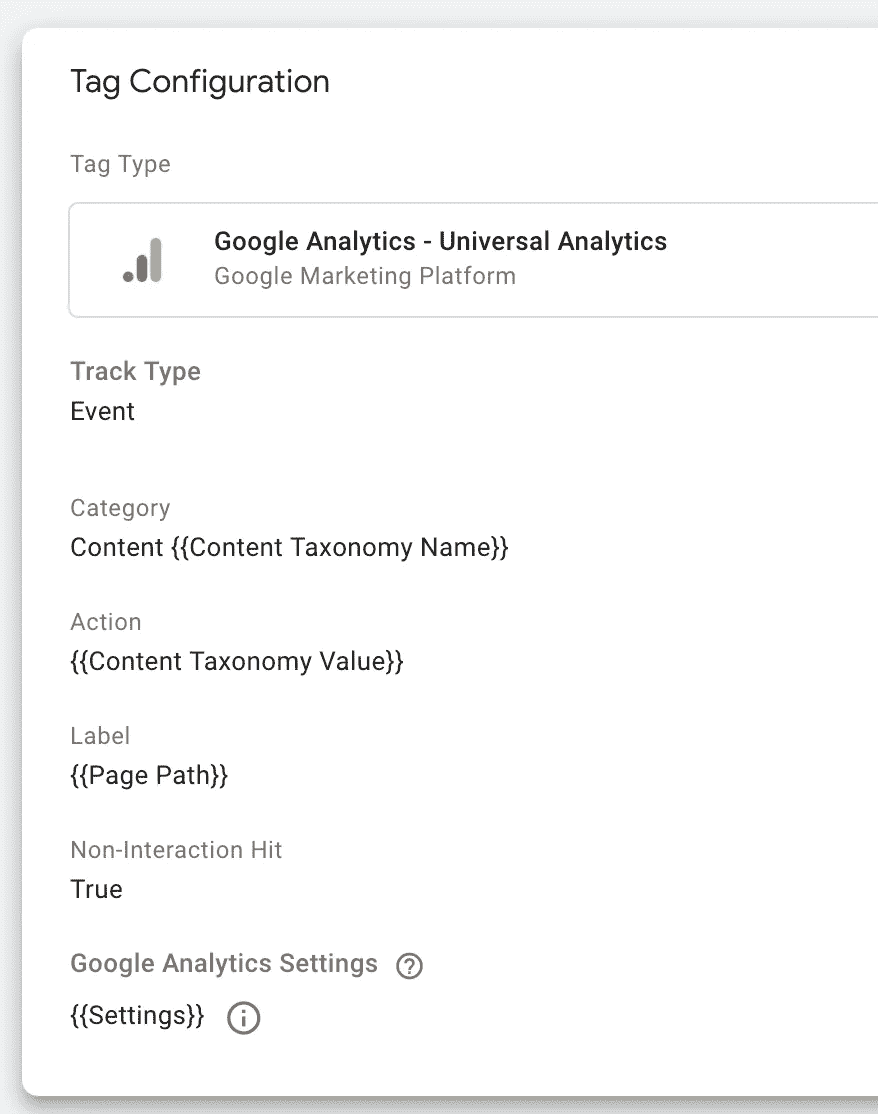 Tag Configuration
Tag Type
Google Analytics - Universal Analytics
Google Marketing Platform
Track Type
Event
Category
Content {{Content Taxonomy Name}}
Action
{{Content Taxonomy Value}}
Label
{{Page Path}}
Non-Interaction Hit
True
Google Analytics Settings
{{Settings}}